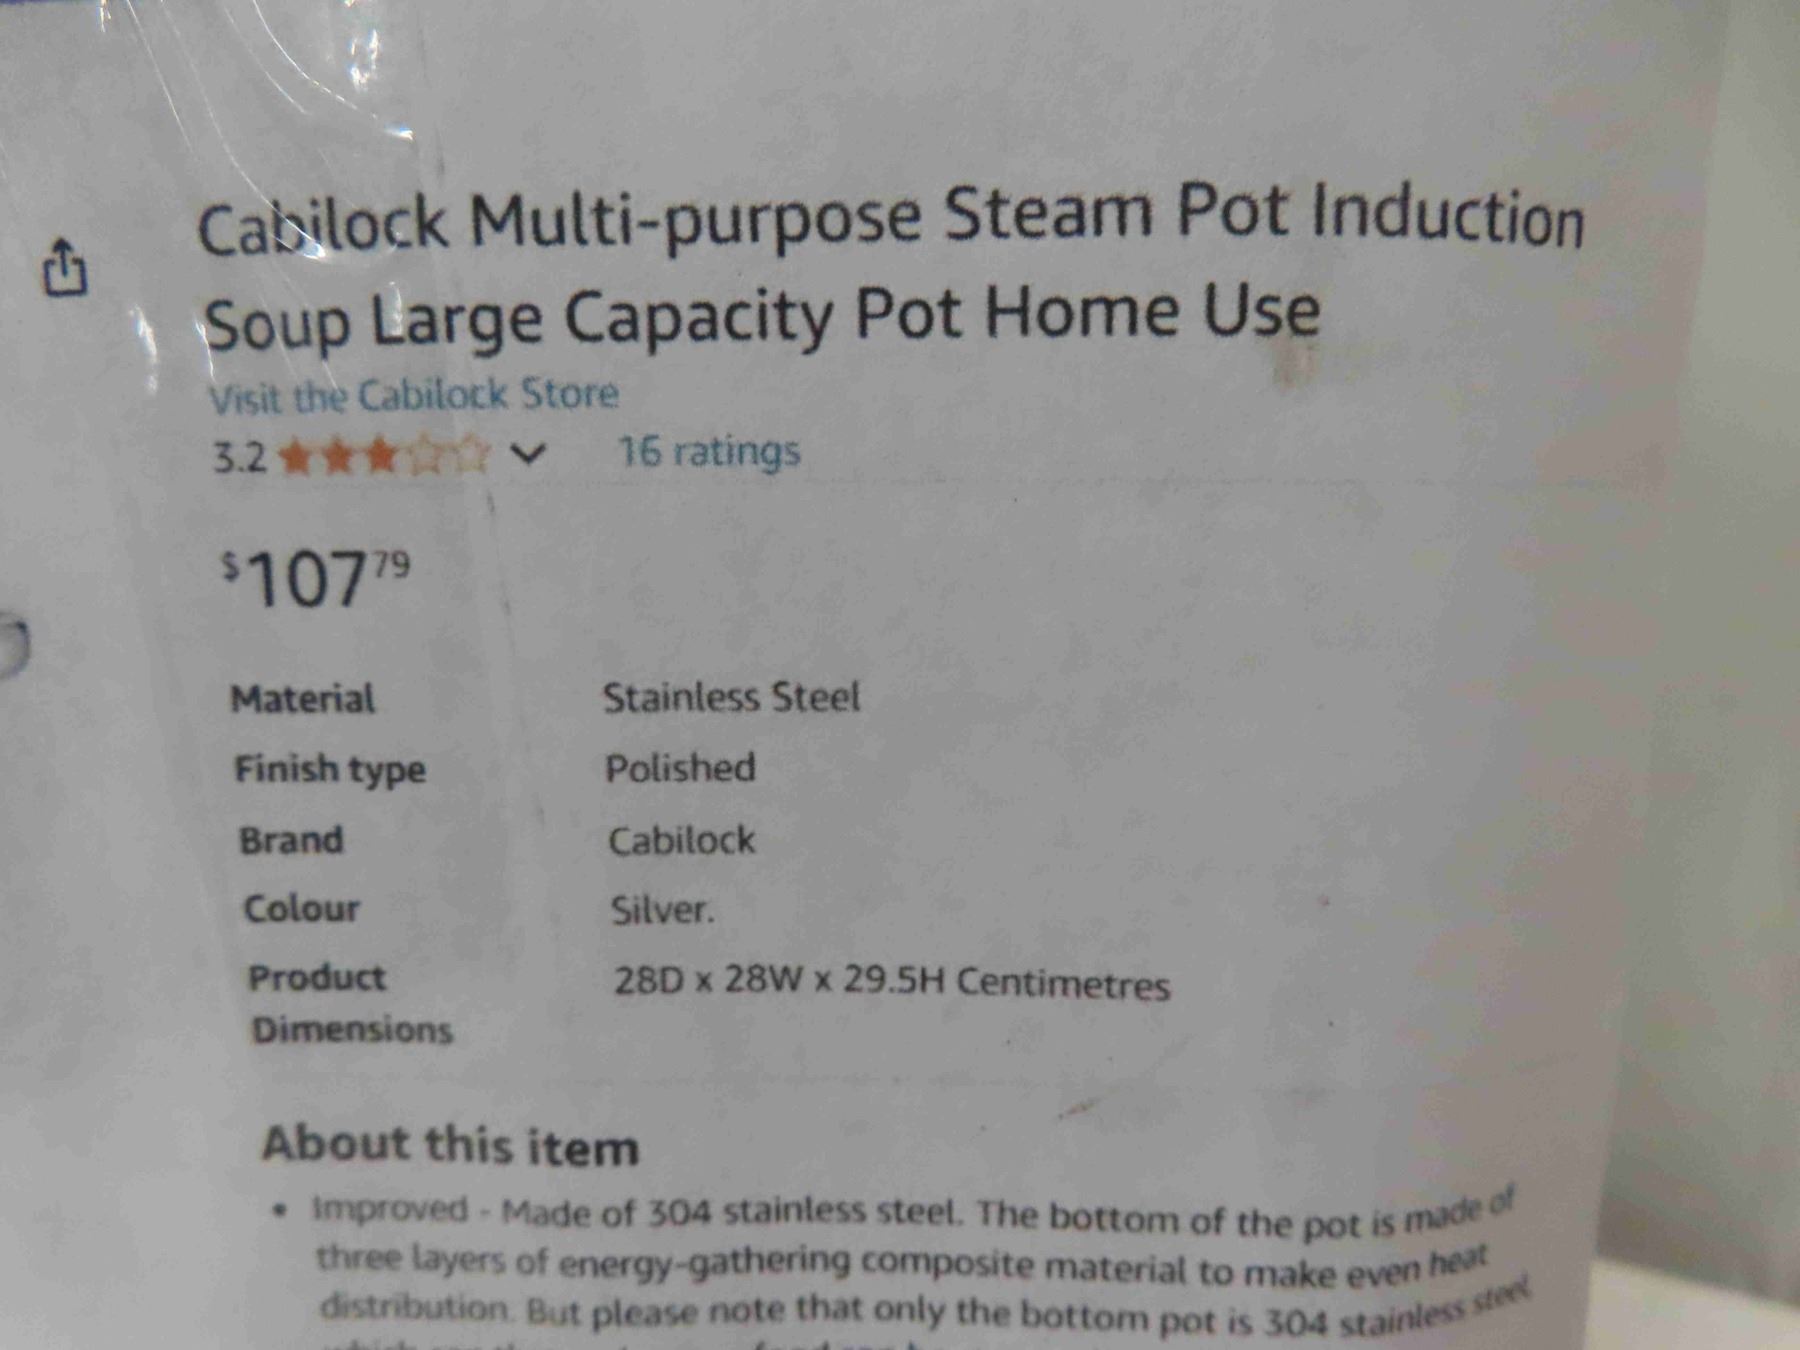 Cabilock Multi-purpose Steam Pot Induction
Soup Large Capacity Pot Home Use
Visit the Cabilock Store
3.2 16 ratings
$107 79
Material Stainless Steel
Finish type Polished
Brand Cabilock
Colour Silver.
Product Dimensions 28D x 28W x 29.5H Centimetres
About this item
• Improved - Made of 304 stainless steel. The bottom of the pot is made of
three layers of energy-gathering composite material to make even heat
distribution. But please note that only the bottom pot is 304 stainless steel